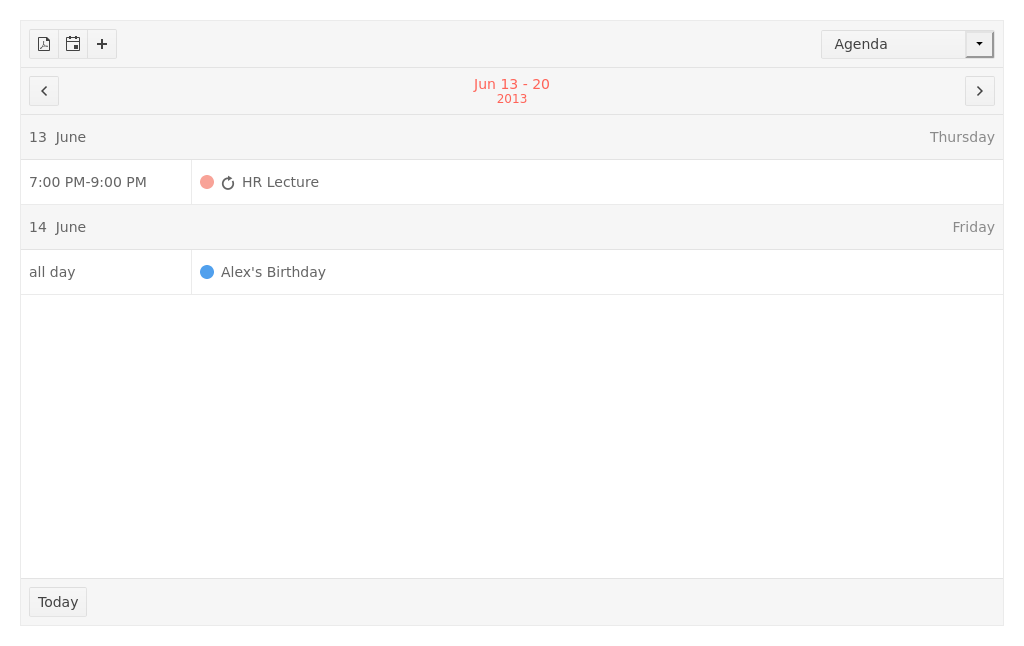 Agenda
Jun 13 - 20
2013
13 June Thursday
7:00 PM-9:00 PM HR Lecture
14 June Friday
all day Alex's Birthday
Today